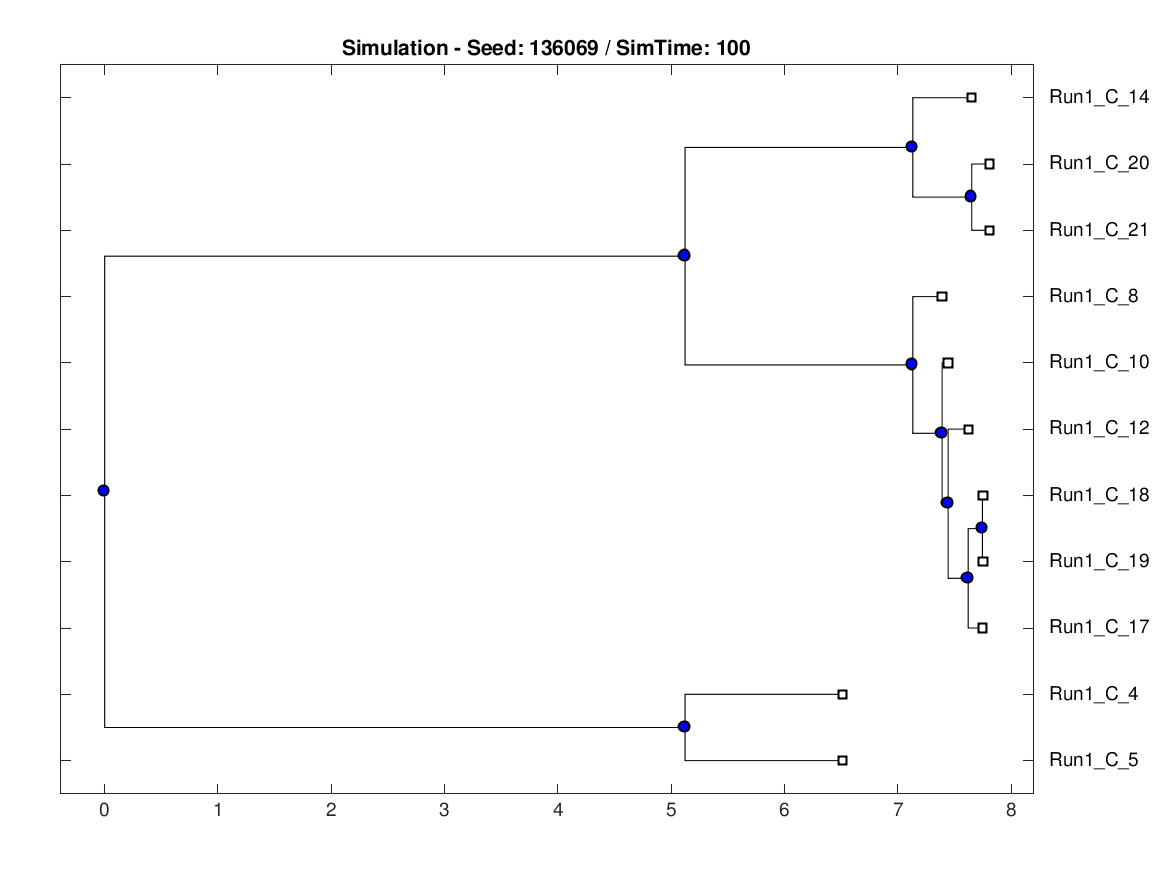 Simulation - Seed: 136069 / SimTime: 100
Run1_C_14
Run1_C_20
Run1_C_21
Run1_C_8
Run1_C_10
Run1_C_12
Run1_C_18
Run1_C_19
Run1_C_17
Run1_C_4
Run1_C_5
0 1 2 3 4 5 6 7 8